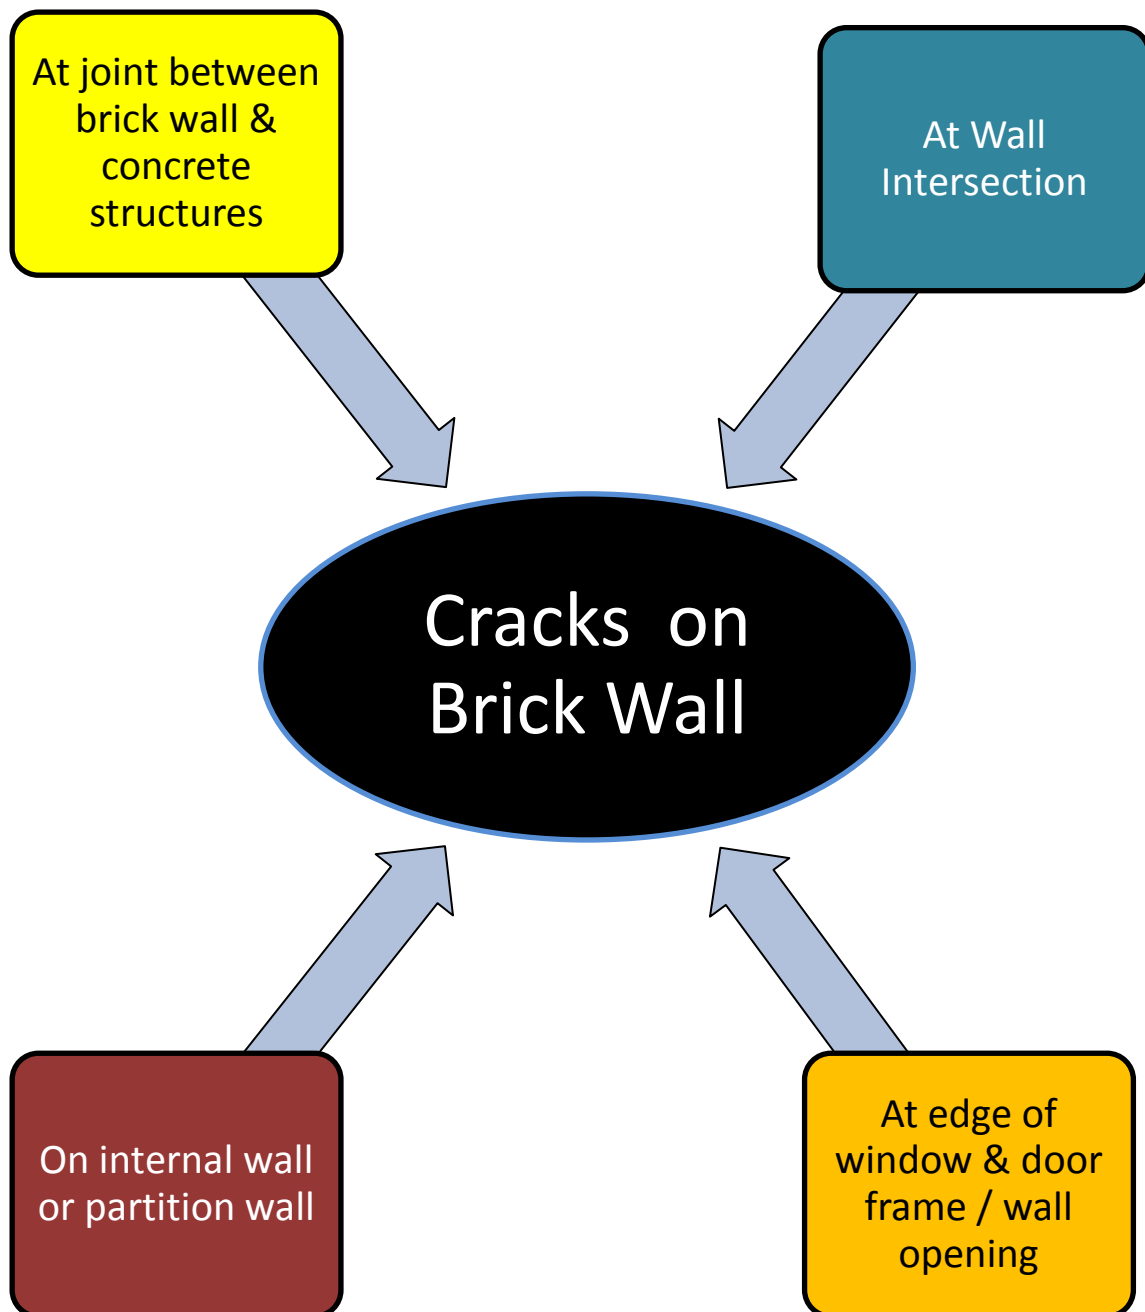 At joint between
brick wall &
concrete
structures
At Wall
Intersection
Cracks  on
Brick Wall
On internal wall
or partition wall
At edge of
window & door
frame / wall
opening